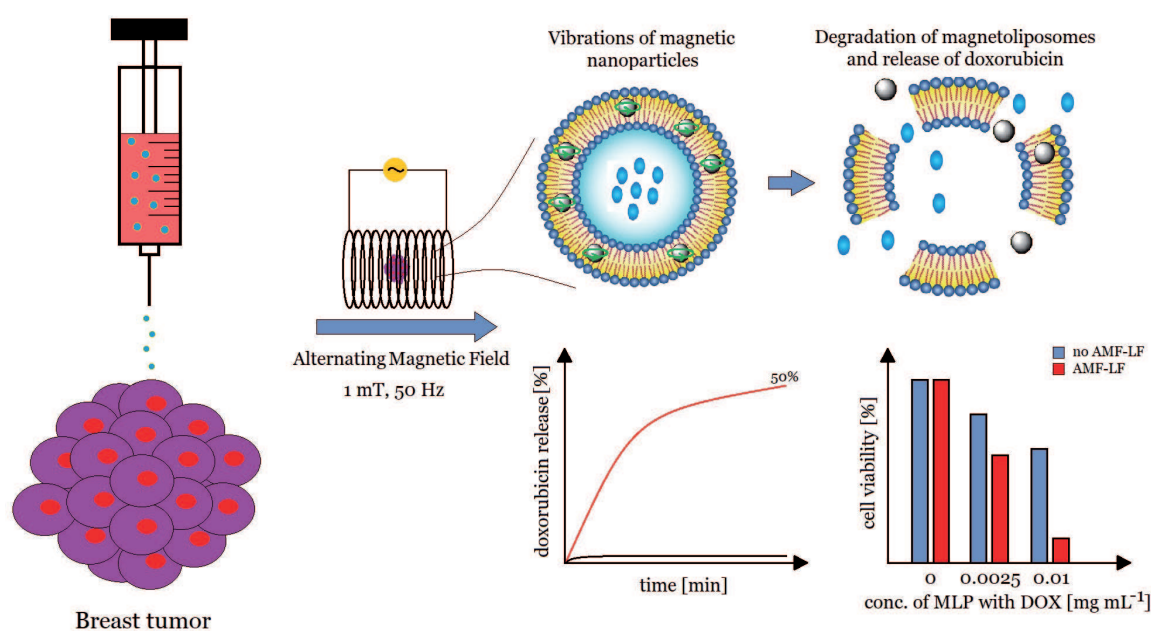 Vibrations of magnetic
nanoparticles
Degradation of magnetoliposomes
and release of doxorubicin
~
Alternating Magnetic Field
1 mT, 50 Hz
Breast tumor
doxorubicin release [%]
50%
time [min]
cell viability [%]
no AMF-LF
AMF-LF
0 0.0025 0.01
conc. of MLP with DOX [mg mL⁻¹]